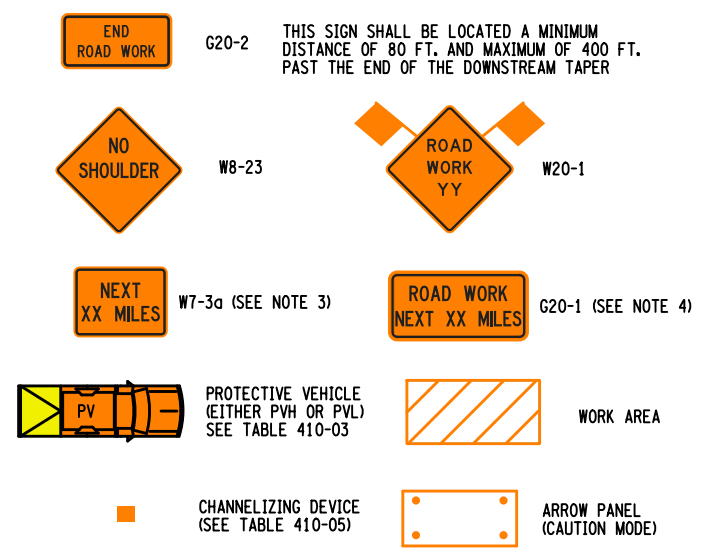 END
ROAD WORK
G20-2
THIS SIGN SHALL BE LOCATED A MINIMUM
DISTANCE OF 80 FT. AND MAXIMUM OF 400 FT.
PAST THE END OF THE DOWNSTREAM TAPER
NO
SHOULDER
W8-23
ROAD
WORK
YY
W20-1
NEXT
XX MILES
W7-3a (SEE NOTE 3)
ROAD WORK
NEXT XX MILES
G20-1 (SEE NOTE 4)
PV
PROTECTIVE VEHICLE
(EITHER PVH OR PVL)
SEE TABLE 410-03
WORK AREA
CHANNELIZING DEVICE
(SEE TABLE 410-05)
ARROW PANEL
(CAUTION MODE)